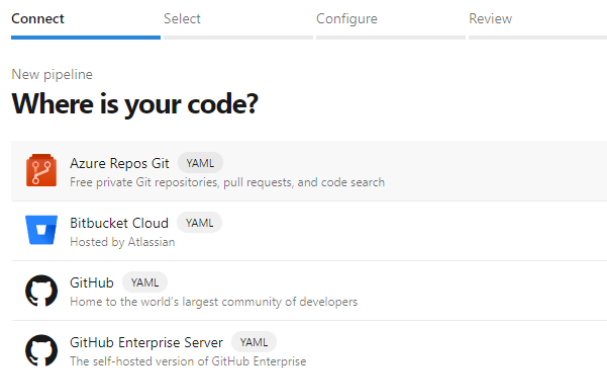 Connect Select Configure Review
New pipeline
Where is your code?
Azure Repos Git YAML
Free private Git repositories, pull requests, and code search
Bitbucket Cloud YAML
Hosted by Atlassian
GitHub YAML
Home to the world's largest community of developers
GitHub Enterprise Server YAML
The self-hosted version of GitHub Enterprise